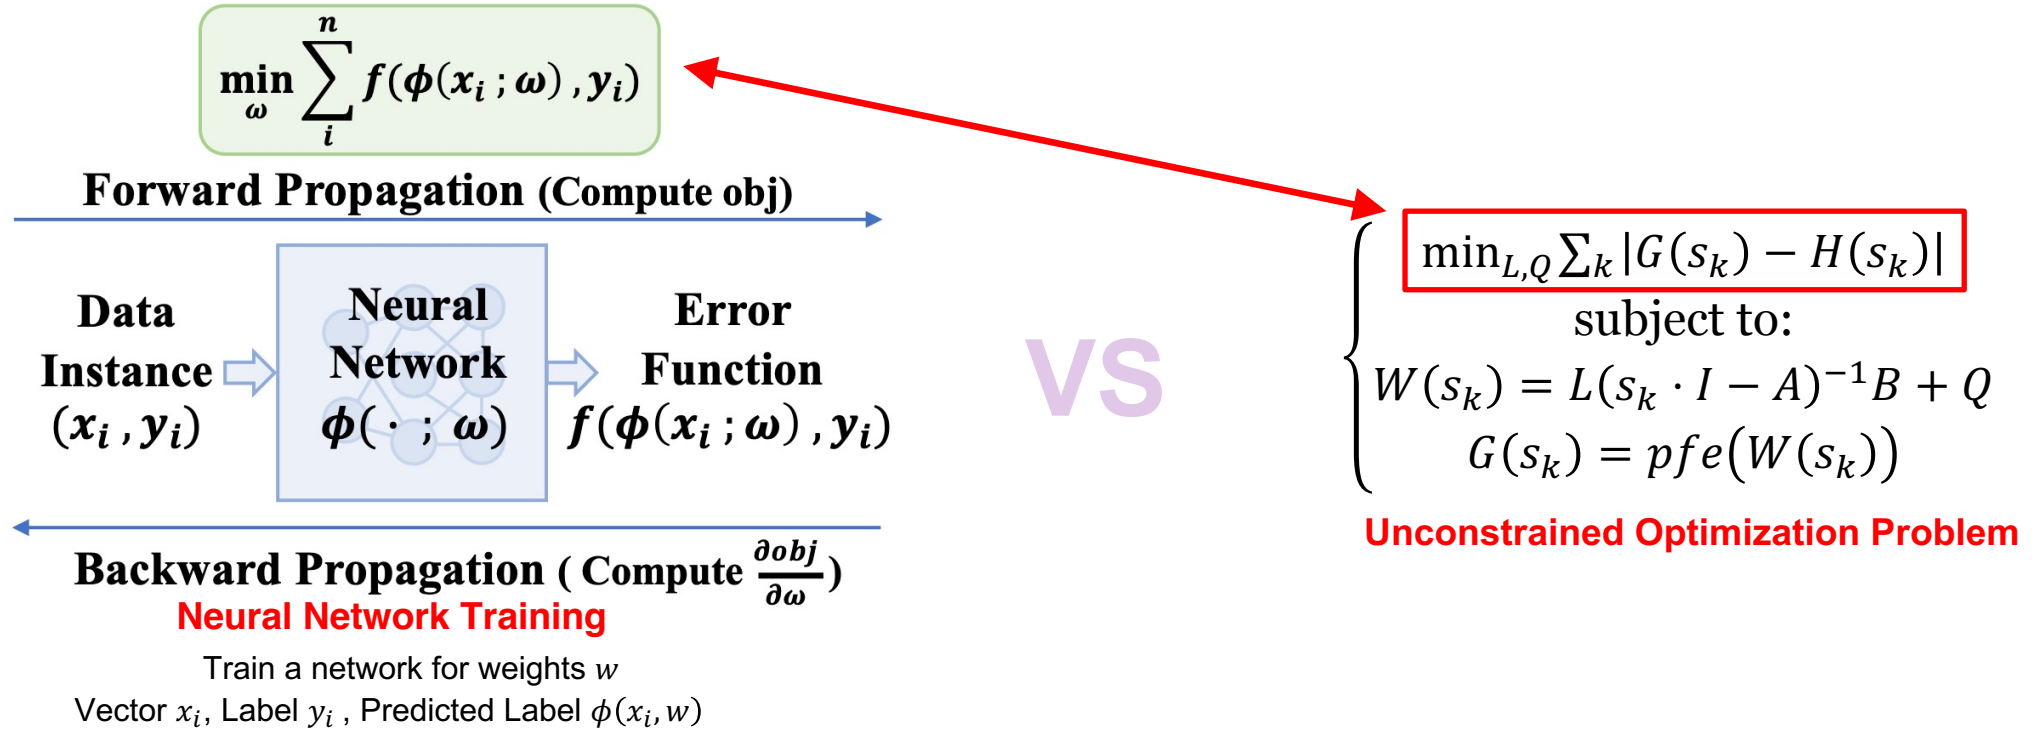 min_ω ∑_i^n f(ϕ(x_i ; ω) , y_i)
Forward Propagation (Compute obj)
Data Instance (x_i , y_i)
Neural Network ϕ( · ; ω)
Error Function f(ϕ(x_i ; ω) , y_i)
Backward Propagation ( Compute ∂obj/∂ω )
Neural Network Training
Train a network for weights w
Vector x_i, Label y_i , Predicted Label ϕ(x_i, w)
VS
min_{L,Q} ∑_k |G(s_k) − H(s_k)|
subject to:
W(s_k) = L(s_k · I − A)^{−1}B + Q
G(s_k) = pfe(W(s_k))
Unconstrained Optimization Problem